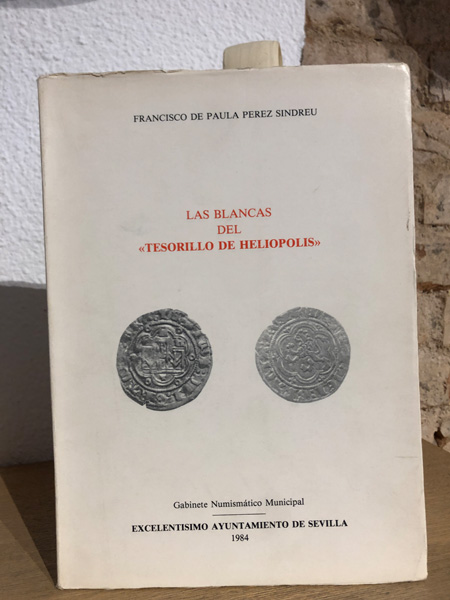 FRANCISCO DE PAULA PEREZ SINDREU
LAS BLANCAS
DEL
«TESORILLO DE HELIOPOLIS»
Gabinete Numismático Municipal
EXCELENTISIMO AYUNTAMIENTO DE SEVILLA
1984